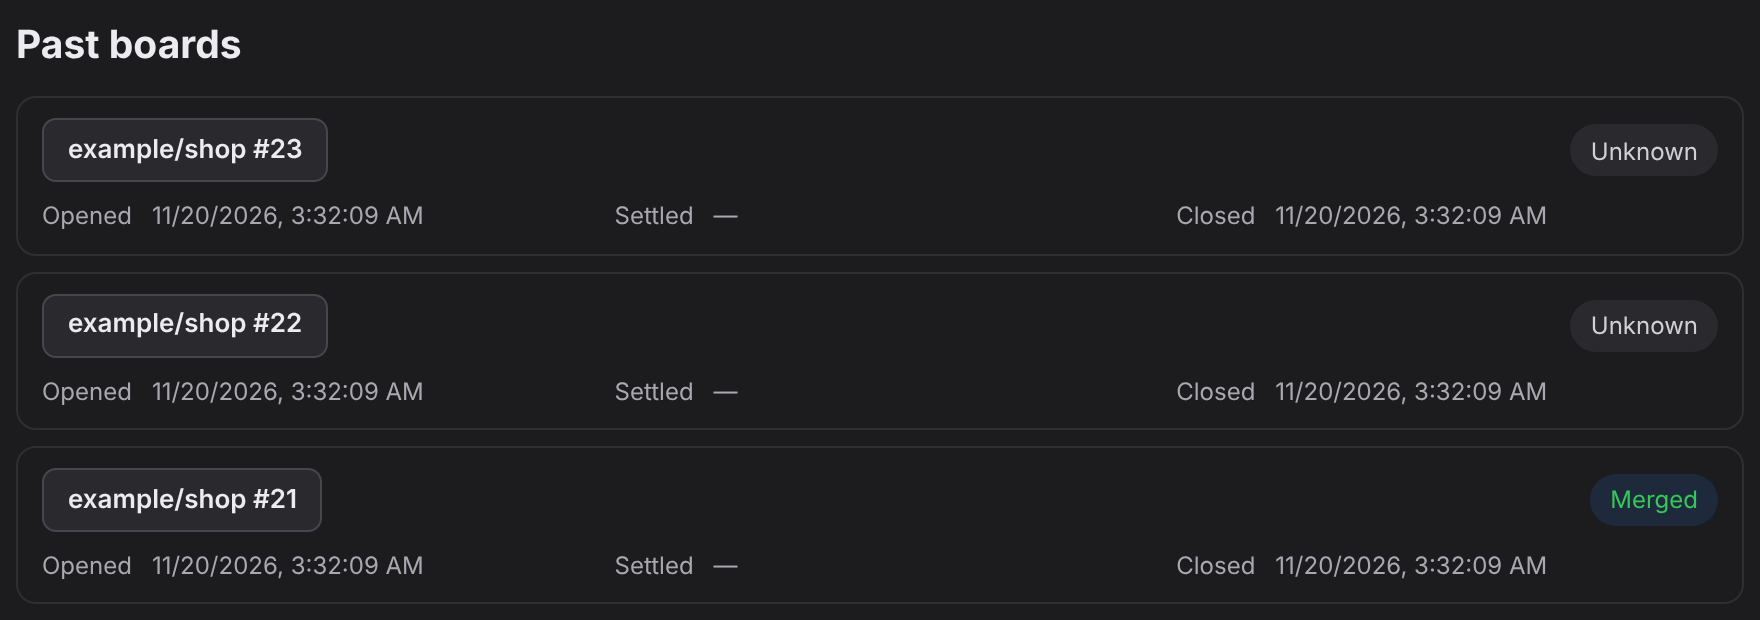 Past boards
example/shop #23
Unknown
Opened 11/20/2026, 3:32:09 AM Settled — Closed 11/20/2026, 3:32:09 AM
example/shop #22
Unknown
Opened 11/20/2026, 3:32:09 AM Settled — Closed 11/20/2026, 3:32:09 AM
example/shop #21
Merged
Opened 11/20/2026, 3:32:09 AM Settled — Closed 11/20/2026, 3:32:09 AM